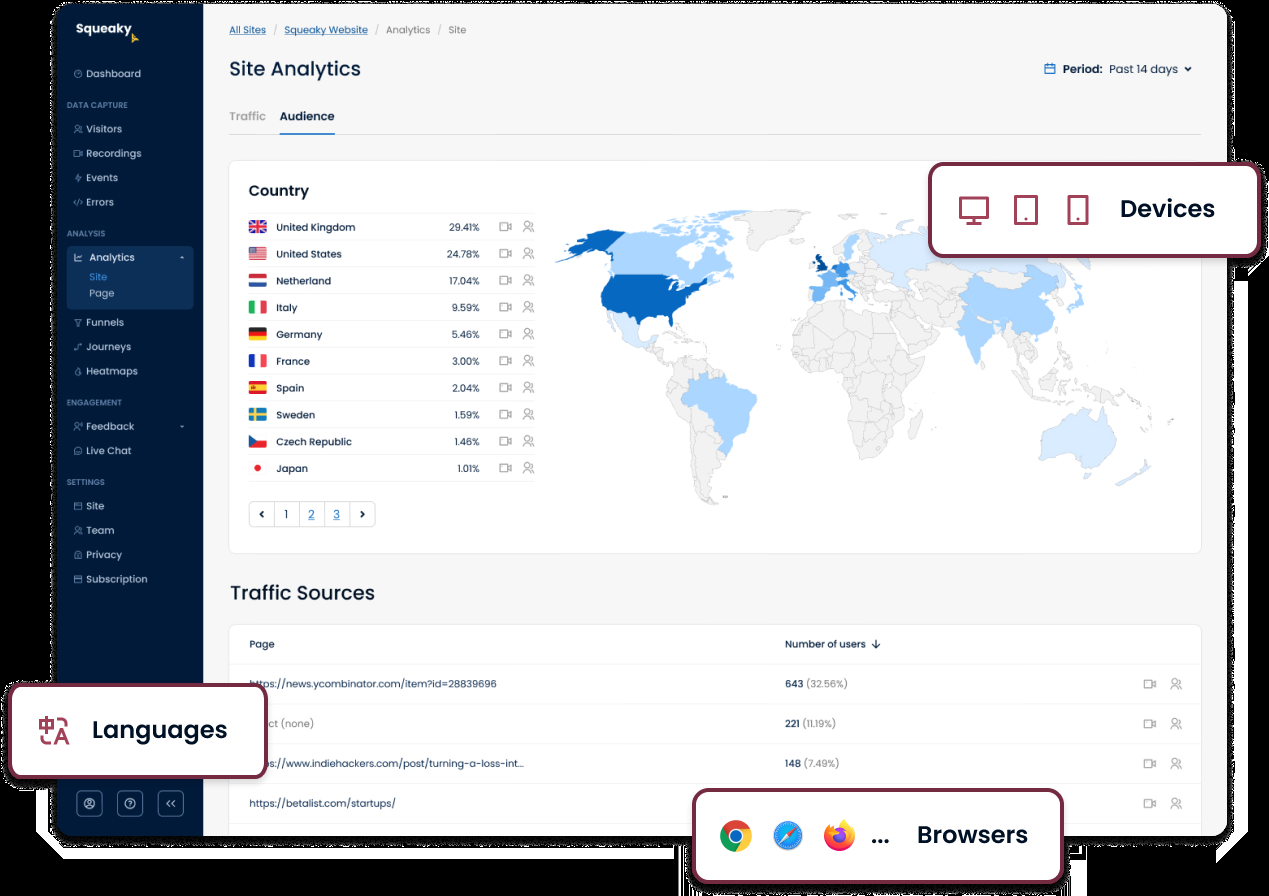 Squeaky
All Sites / Squeaky Website / Analytics / Site
Dashboard
DATA CAPTURE
Visitors
Recordings
Events
Errors
ANALYSIS
Analytics
Site
Page
Funnels
Journeys
Heatmaps
ENGAGEMENT
Feedback
Live Chat
SETTINGS
Site
Team
Privacy
Subscription
Site Analytics
Period: Past 14 days
Traffic Audience
Country
United Kingdom 29.41%
United States 24.78%
Netherland 17.04%
Italy 9.59%
Germany 5.46%
France 3.00%
Spain 2.04%
Sweden 1.59%
Czech Republic 1.46%
Japan 1.01%
1 2 3
Devices
Traffic Sources
Page Number of users
https://news.ycombinator.com/item?id=28839696 643 (32.56%)
(none) 221 (11.19%)
://www.indiehackers.com/post/turning-a-loss-int... 148 (7.49%)
https://betalist.com/startups/
中A Languages
... Browsers